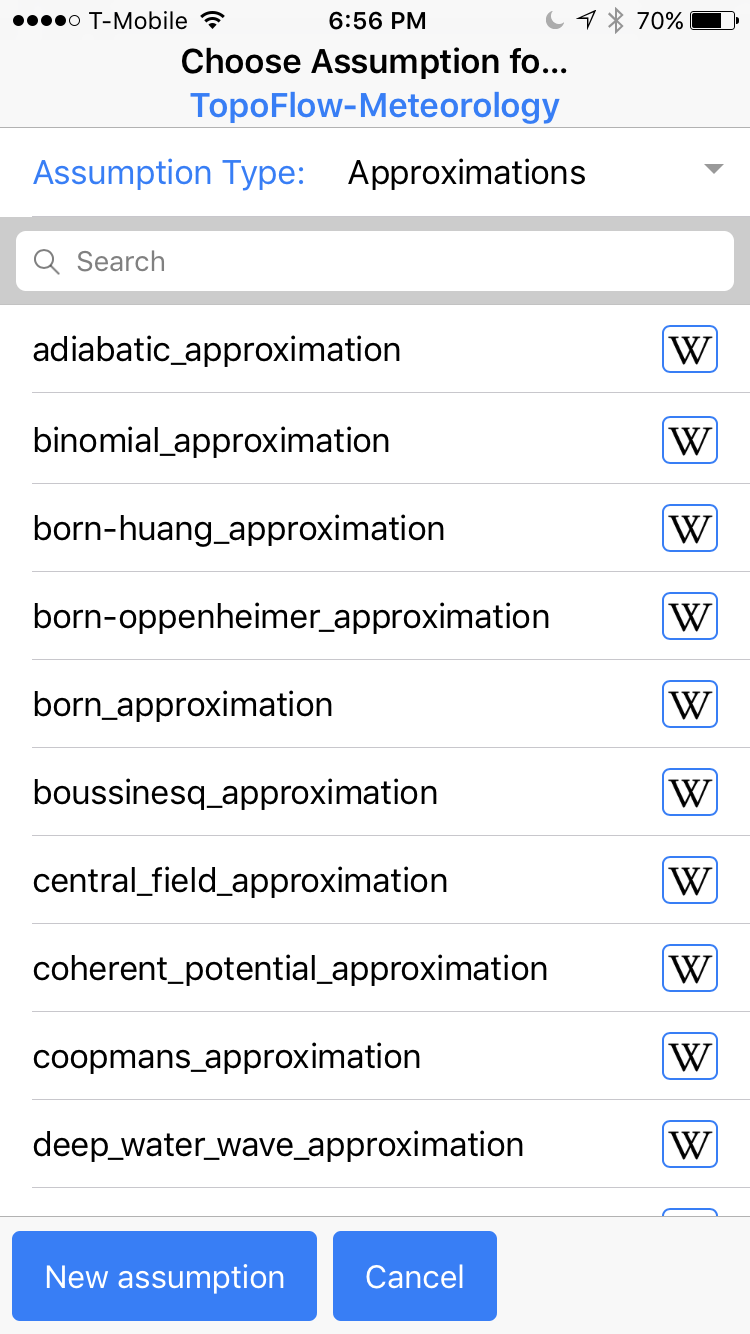 T-Mobile 6:56 PM 70%
Choose Assumption fo...
TopoFlow-Meteorology
Assumption Type: Approximations
Search
adiabatic_approximation W
binomial_approximation W
born-huang_approximation W
born-oppenheimer_approximation W
born_approximation W
boussinesq_approximation W
central_field_approximation W
coherent_potential_approximation W
coopmans_approximation W
deep_water_wave_approximation W
New assumption Cancel